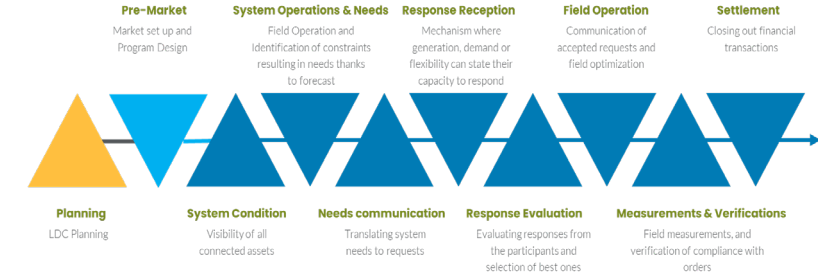 Pre-Market
Market set up and
Program Design
System Operations & Needs
Field Operation and
Identification of constraints
resulting in needs thanks
to forecast
Response Reception
Mechanism where
generation, demand or
flexibility can state their
capacity to respond
Field Operation
Communication of
accepted requests and
field optimization
Settlement
Closing out financial
transactions
Planning
LDC Planning
System Condition
Visibility of all
connected assets
Needs communication
Translating system
needs to requests
Response Evaluation
Evaluating responses from
the participants and
selection of best ones
Measurements & Verifications
Field measurements, and
verification of compliance with
orders